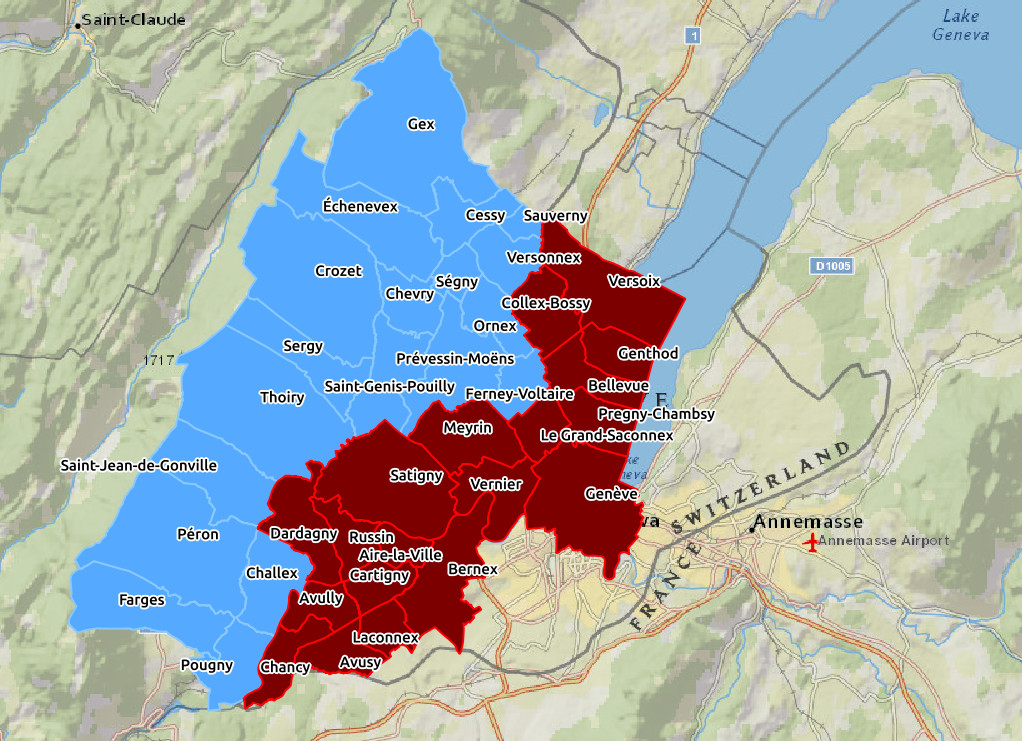 Saint-Claude
1
Lake
Geneva
Gex
Échenevex
Cessy
Sauverny
Versonnex
Crozet
D1005
Ségny
Versoix
Chevry
Collex-Bossy
Ornex
Sergy
1717
Prévessin-Moëns
Genthod
Saint-Genis-Pouilly
Bellevue
Thoiry
Ferney-Voltaire
E
Pregny-Chambsy
Meyrin
Le Grand-Saconnex
Saint-Jean-de-Gonville
Satigny
Vernier
Genève
SWITZERLAND
Annemasse
Péron
Dardagny
Russin
Annemasse Airport
Aire-la-Ville
FRANCE
Challex
Cartigny
Bernex
Farges
Avully
Laconnex
Pougny
Chancy
Avusy